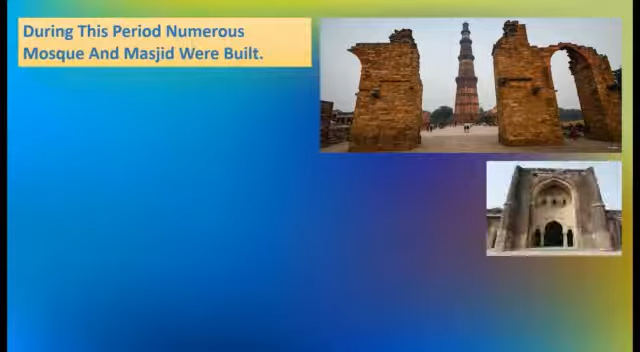 During This Period Numerous
Mosque And Masjid Were Built.